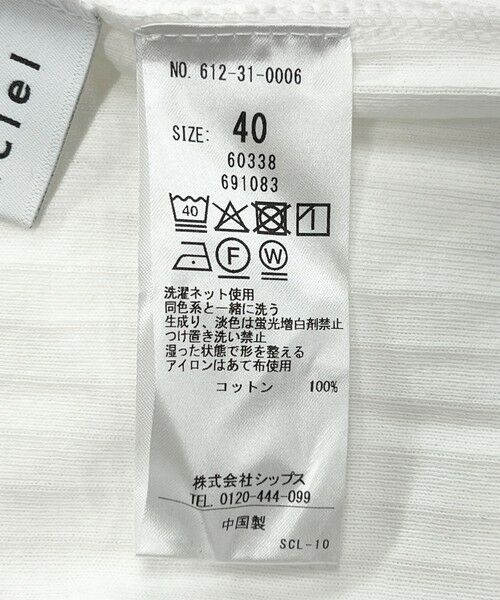 ciel
NO. 612-31-0006
SIZE: 40
60338
691083
40
F W
洗濯ネット使用
同色系と一緒に洗う
生成り、淡色は蛍光増白剤禁止
つけ置き洗い禁止
湿った状態で形を整える
アイロンはあて布使用
コットン 100%
株式会社シップス
TEL. 0120-444-099
中国製
SCL-10